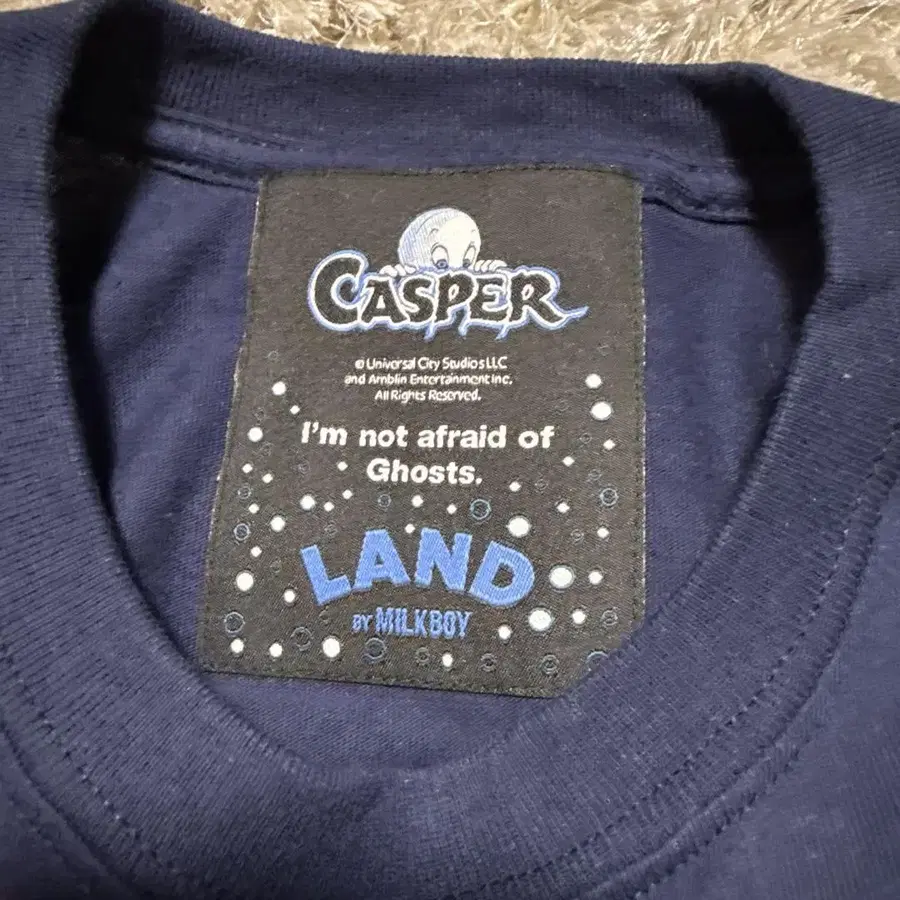 CASPER
© Universal City Studios LLC
and Amblin Entertainment Inc.
All Rights Reserved.
I'm not afraid of
Ghosts.
LAND
BY MILKBOY